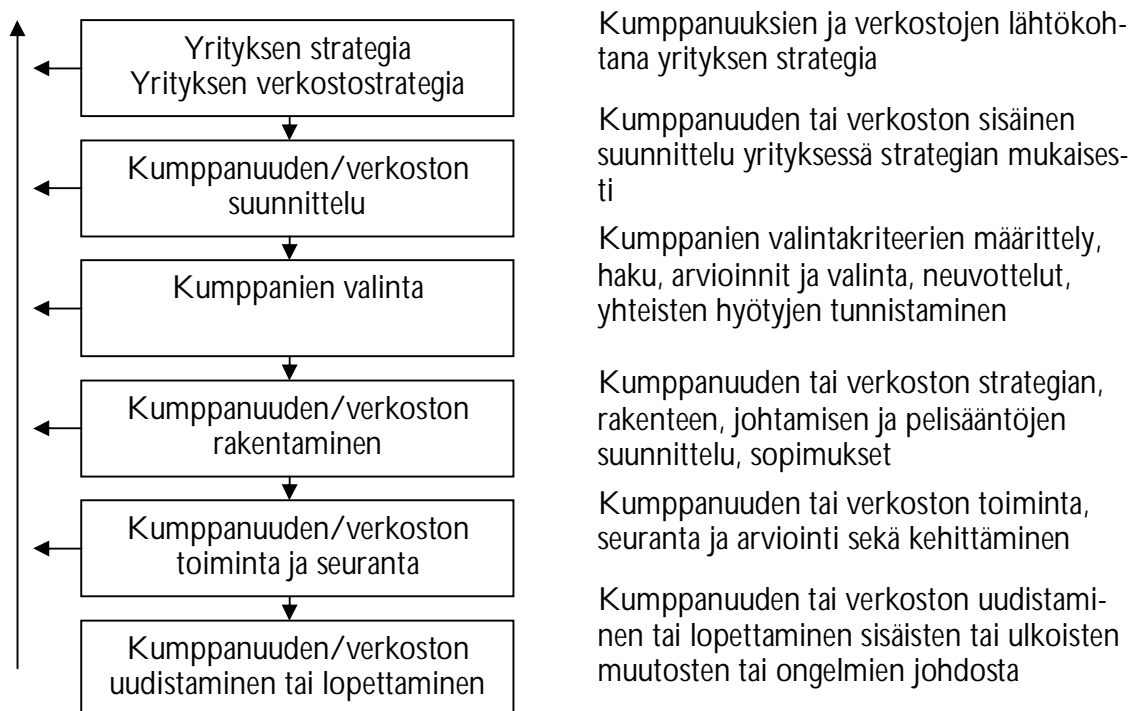 Yrityksen strategia
Yrityksen verkostostrategia
Kumppanuuksien ja verkostojen lähtökoh-
tana yrityksen strategia
Kumppanuuden/verkoston
suunnittelu
Kumppanuuden tai verkoston sisäinen
suunnittelu yrityksessä strategian mukaises-
ti
Kumppanien valinta
Kumppanien valintakriteerien määrittely,
haku, arvioinnit ja valinta, neuvottelut,
yhteisten hyötyjen tunnistaminen
Kumppanuuden/verkoston
rakentaminen
Kumppanuuden tai verkoston strategian,
rakenteen, johtamisen ja pelisääntöjen
suunnittelu, sopimukset
Kumppanuuden/verkoston
toiminta ja seuranta
Kumppanuuden tai verkoston toiminta,
seuranta ja arviointi sekä kehittäminen
Kumppanuuden/verkoston
uudistaminen tai lopettaminen
Kumppanuuden tai verkoston uudistami-
nen tai lopettaminen sisäisten tai ulkoisten
muutosten tai ongelmien johdosta